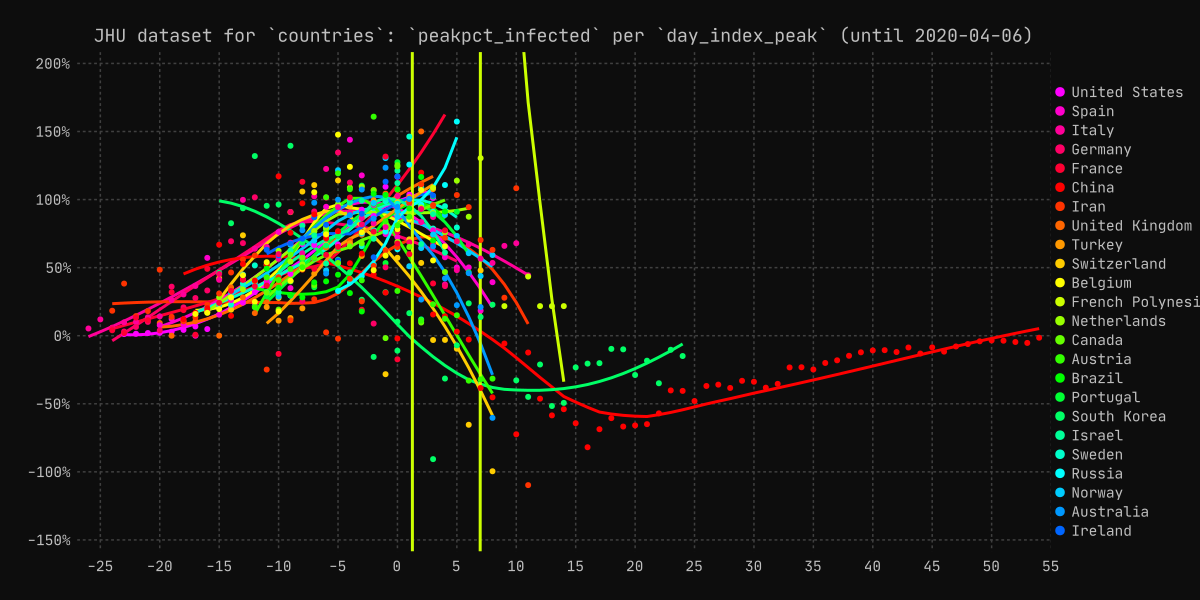 JHU dataset for `countries`: `peakpct_infected` per `day_index_peak` (until 2020-04-06)
200%
150%
100%
50%
0%
-50%
-100%
-150%
-25 -20 -15 -10 -5 0 5 10 15 20 25 30 35 40 45 50 55
United States
Spain
Italy
Germany
France
China
Iran
United Kingdom
Turkey
Switzerland
Belgium
French Polynesi
Netherlands
Canada
Austria
Brazil
Portugal
South Korea
Israel
Sweden
Russia
Norway
Australia
Ireland